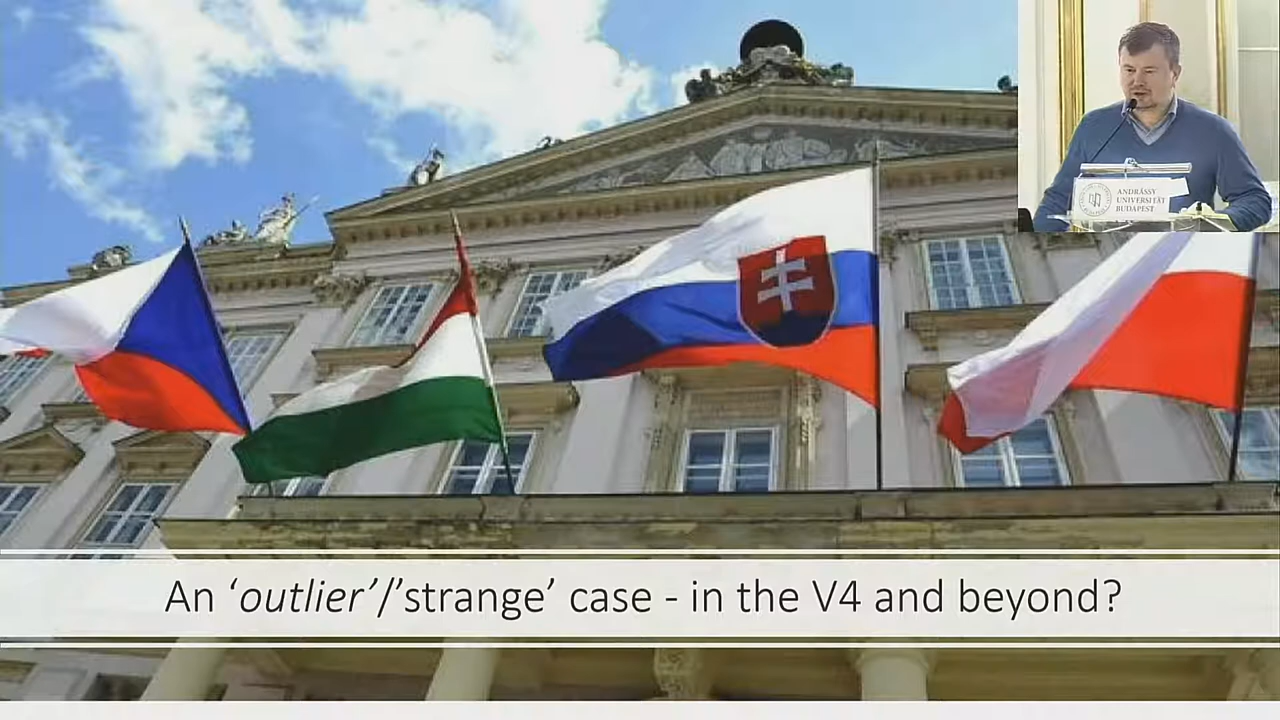 ANDRÁSSY
UNIVERSITÄT
BUDAPEST
An ‘outlier’/’strange’ case - in the V4 and beyond?